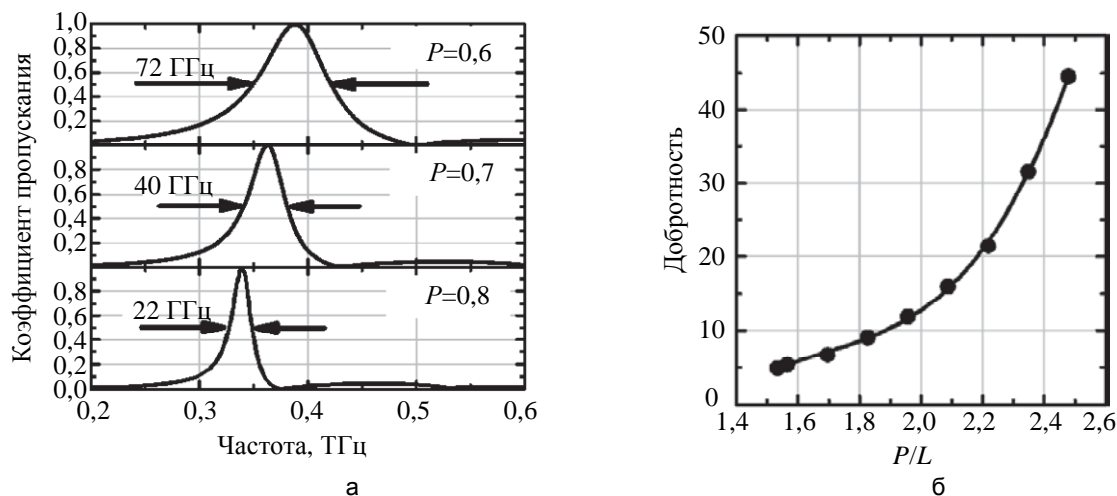 Коэффициент пропускания
1,0
0,8
0,6
0,4
0,2
72 ГГц
P=0,6
0,8
0,6
0,4
0,2
40 ГГц
P=0,7
0,8
0,6
0,4
0,2
0,0
22 ГГц
P=0,8
0,2 0,3 0,4 0,5 0,6
Частота, ТГц
а
Добротность
50
40
30
20
10
0
1,4 1,6 1,8 2,0 2,2 2,4 2,6
P/L
б